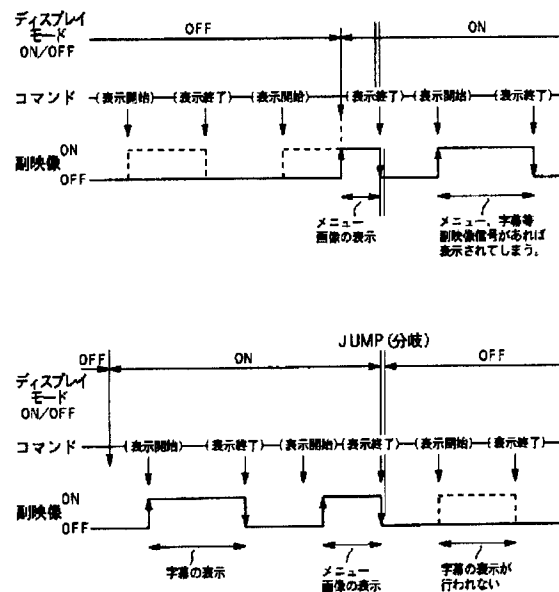 ディスプレイ
モード
ON/OFF
OFF
ON
コマンド
(表示開始)
(表示終了)
(表示開始)
(表示終了)
(表示開始)
(表示終了)
副映像
ON
OFF
メニュー
画像の表示
メニュー、字幕等
副映像信号があれば
表示されてしまう。
JUMP(分岐)
OFF
ON
OFF
ディスプレイ
モード
ON/OFF
コマンド
(表示開始)
(表示終了)
(表示開始)
(表示終了)
(表示開始)
(表示終了)
副映像
ON
OFF
字幕の表示
メニュー
画像の表示
字幕の表示が
行われない